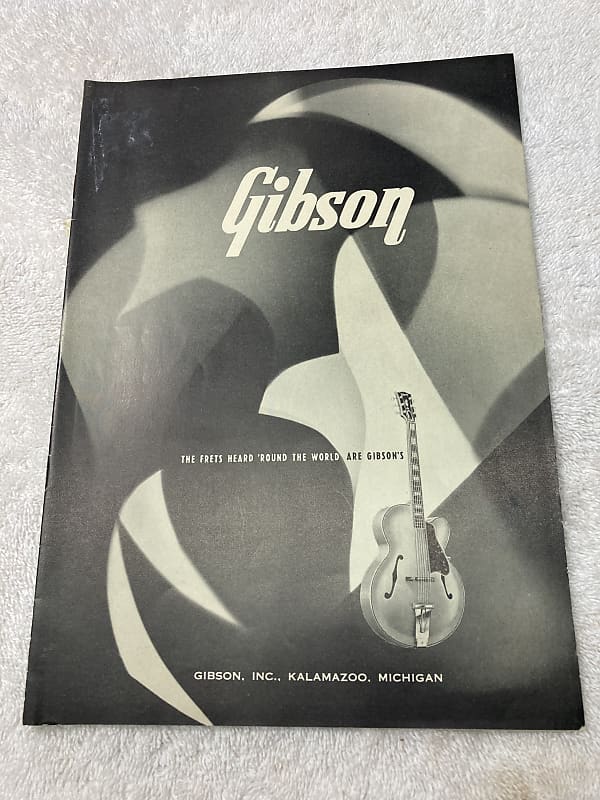 Gibson
THE FRETS HEARD 'ROUND THE WORLD ARE GIBSON'S
GIBSON, INC., KALAMAZOO, MICHIGAN